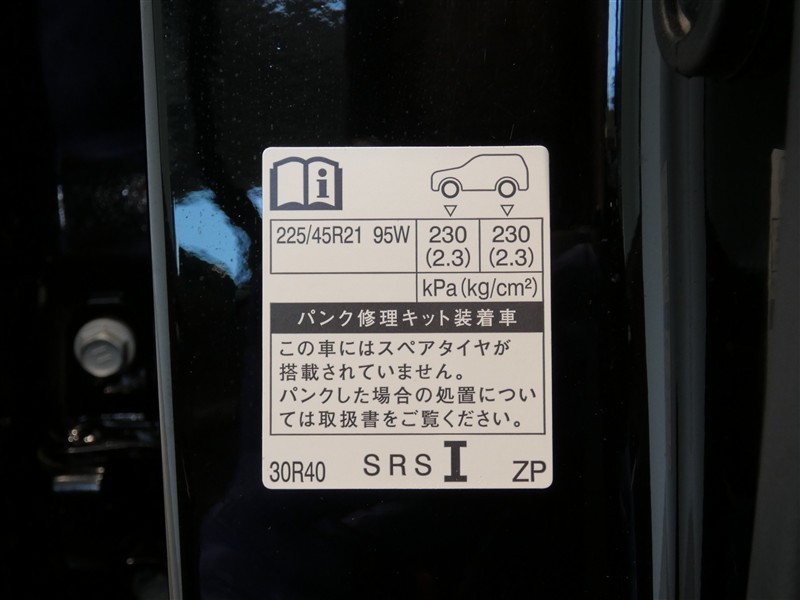 i
225/45R21 95W 230 230
(2.3) (2.3)
kPa(kg/cm²)
パンク修理キット装着車
この車にはスペアタイヤが
搭載されていません。
パンクした場合の処置につい
ては取扱書をご覧ください。
30R40 SRS I ZP